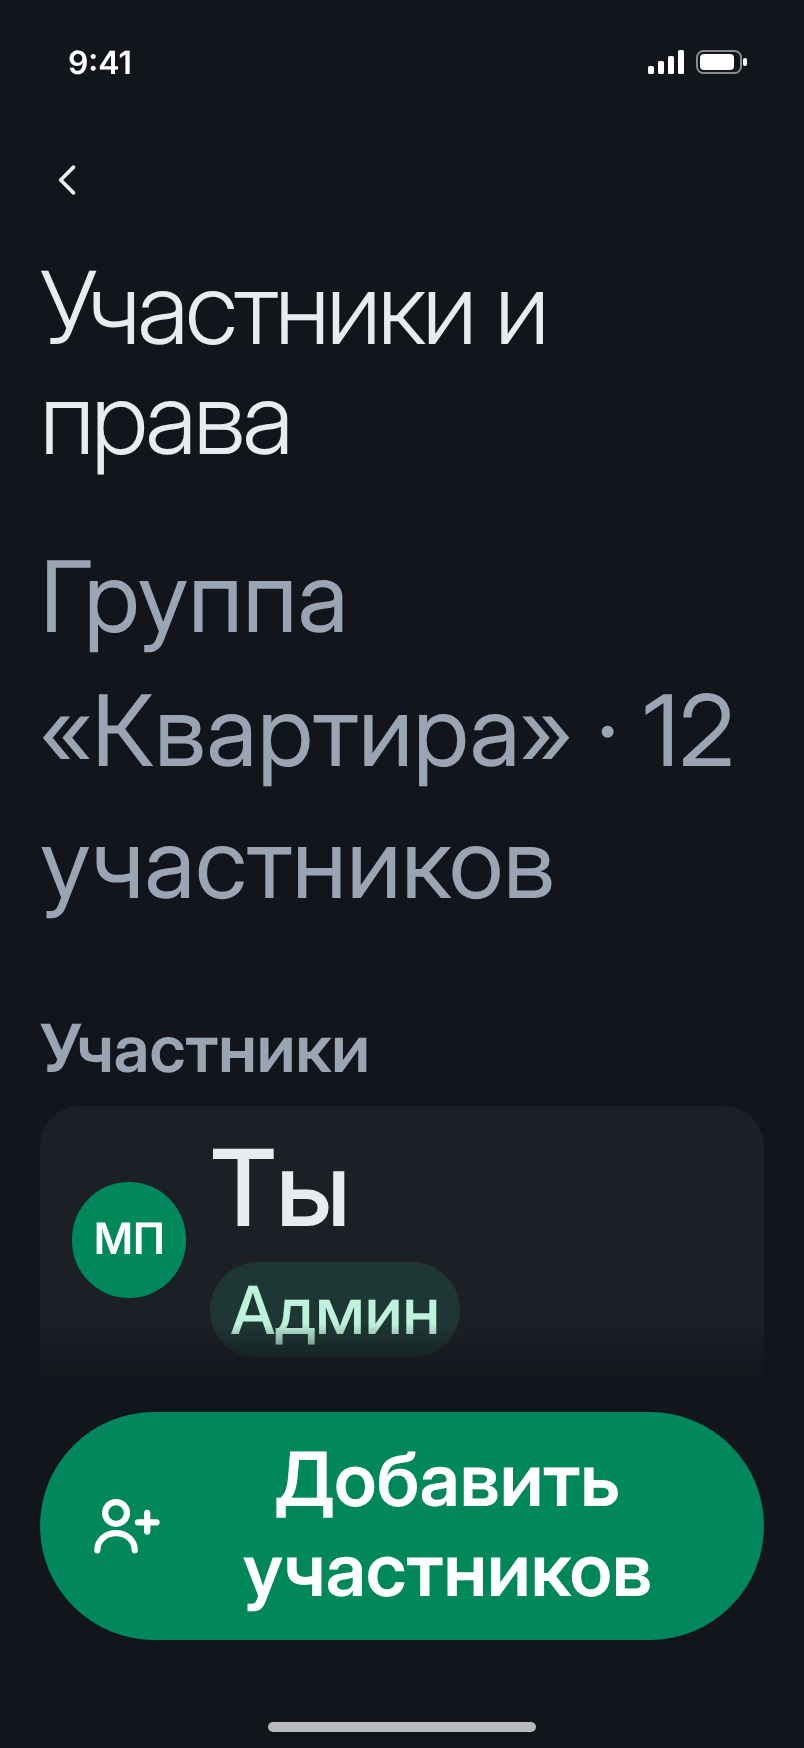 9:41
Участники и
права
Группа
«Квартира» · 12
участников
Участники
МП
Ты
Админ
Добавить
участников